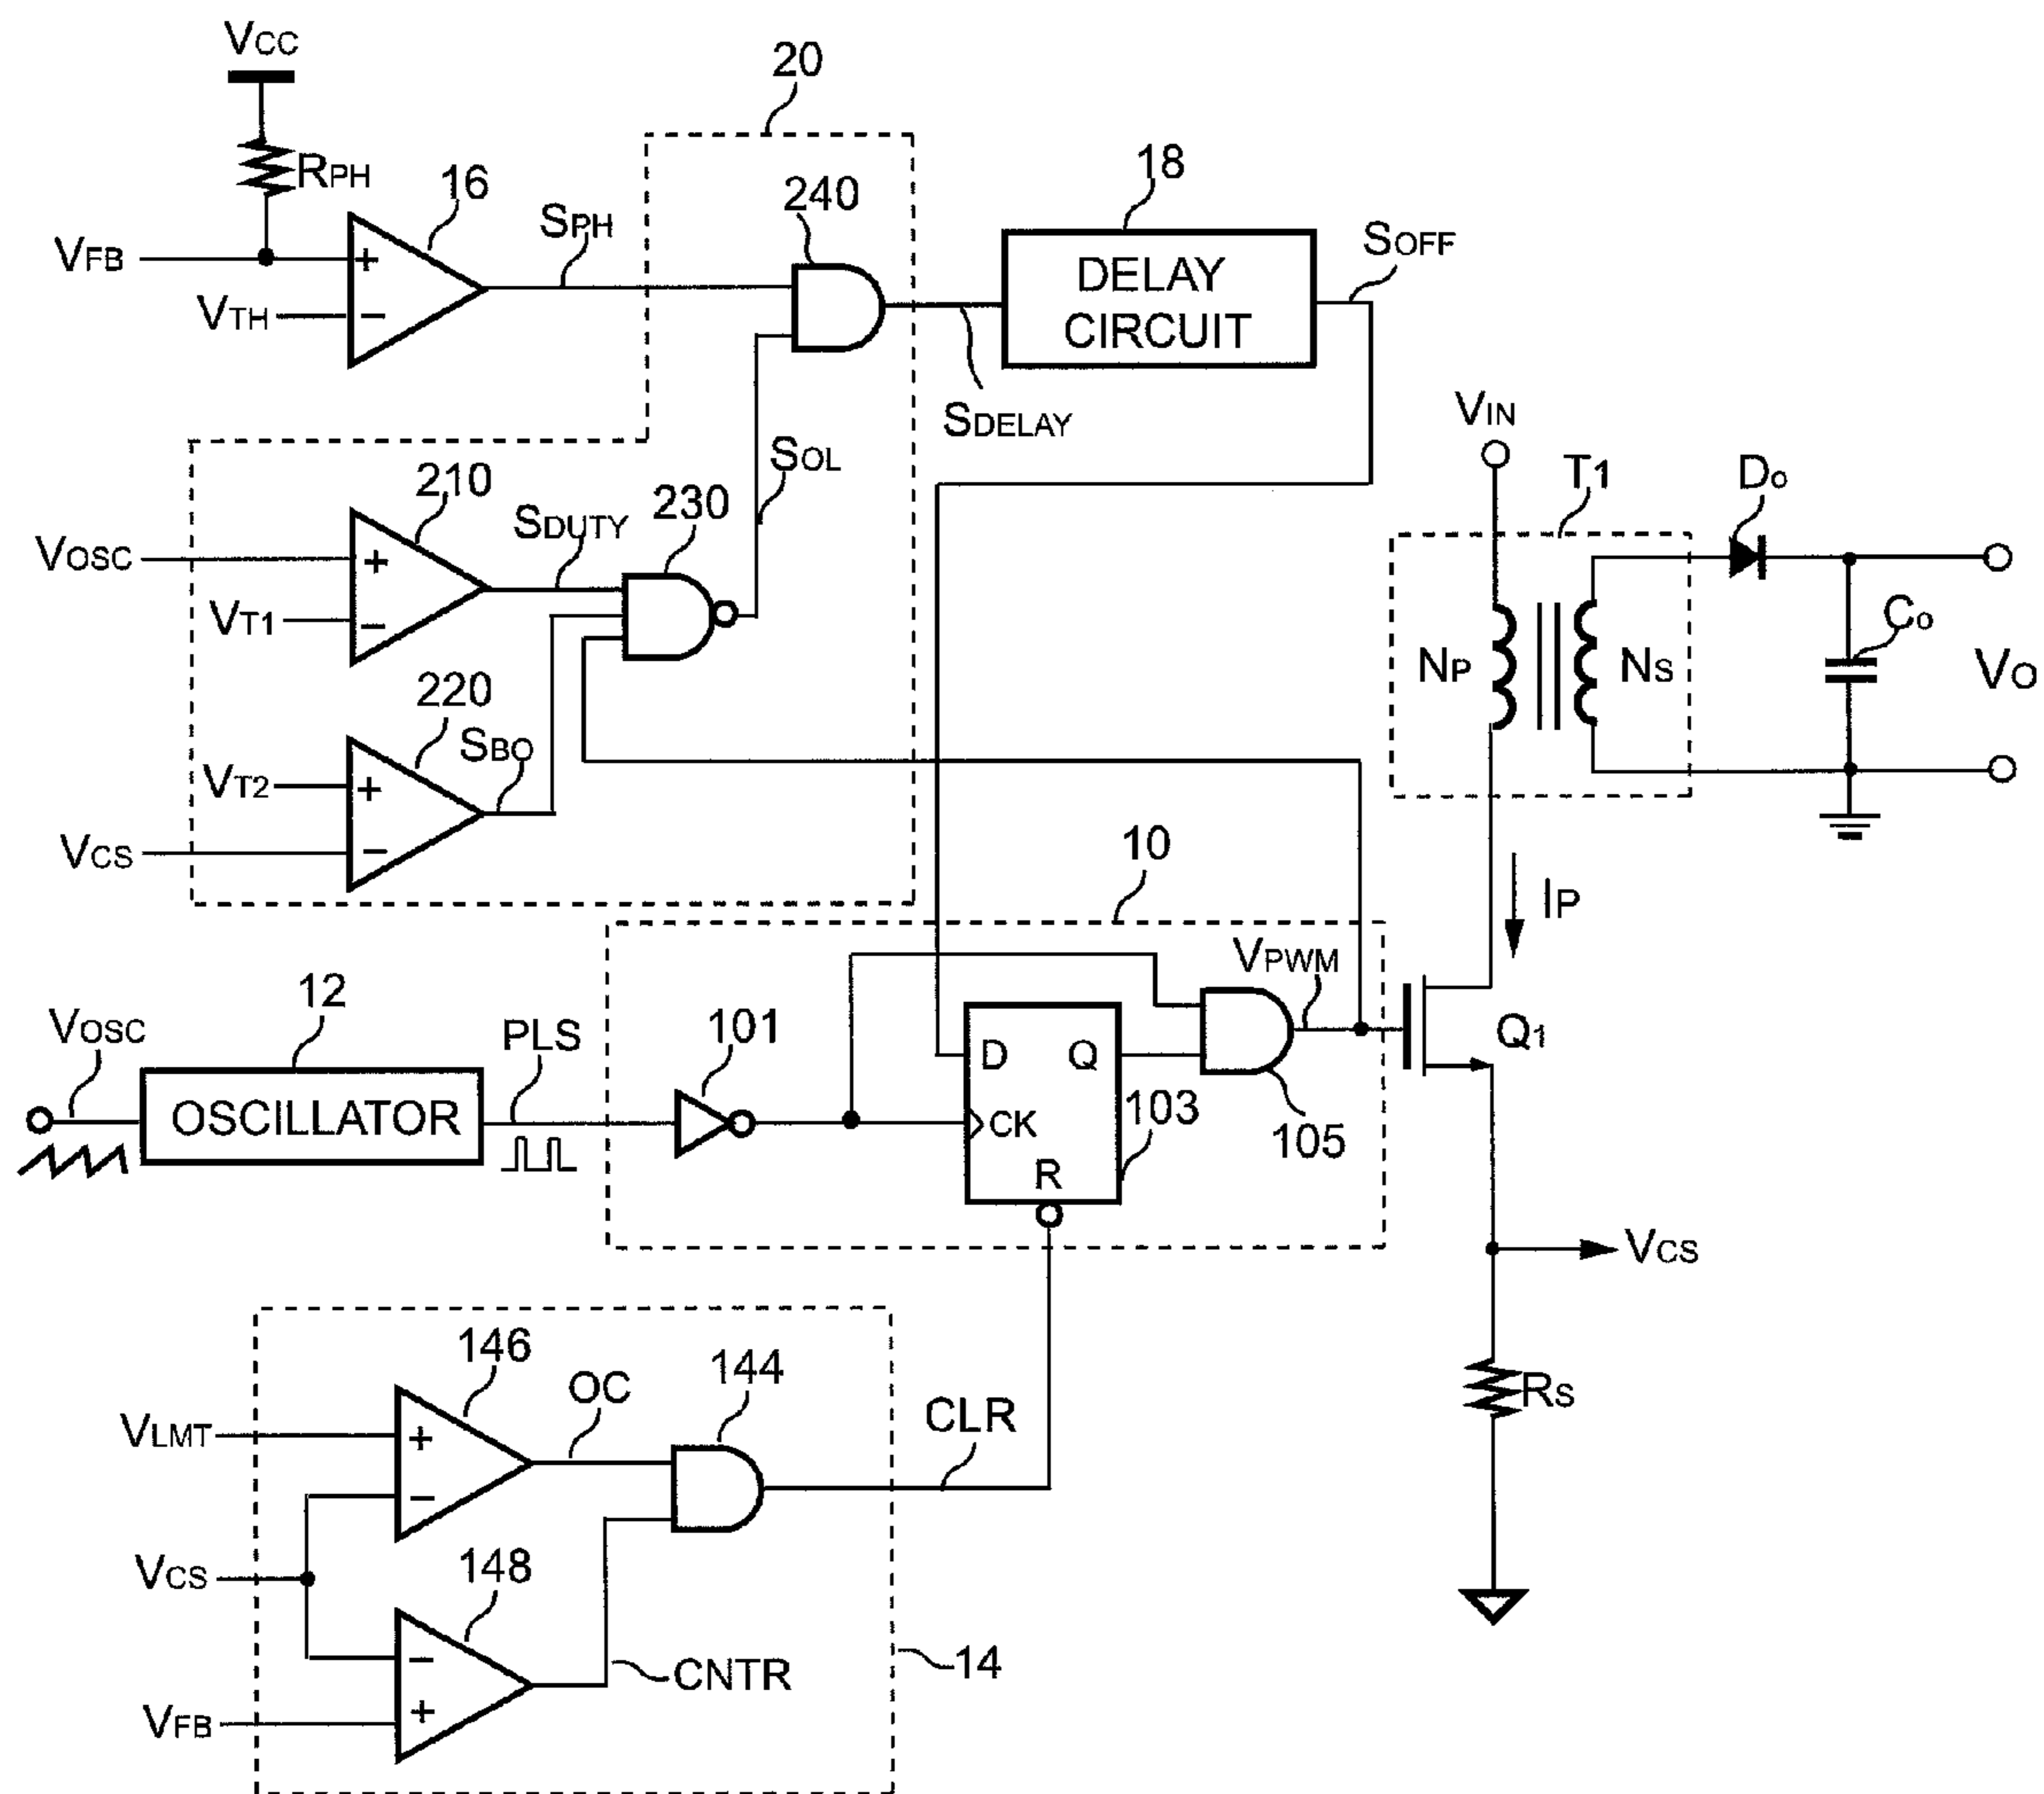 VCC
20
RPH
16
SPH
240
18
SOFF
VFB
+
VTH
−
DELAY
CIRCUIT
SDELAY
VIN
SOL
210
SDUTY
230
T1
Do
VOSC
+
VT1
−
NP
NS
Co
VO
220
SBO
VT2
+
VCS
−
10
IP
VPWM
12
VOSC
PLS
101
OSCILLATOR
D
Q
CK
R
103
105
Q1
VCS
146
OC
144
CLR
RS
VLMT
+
−
VCS
148
−
CNTR
14
VFB
+